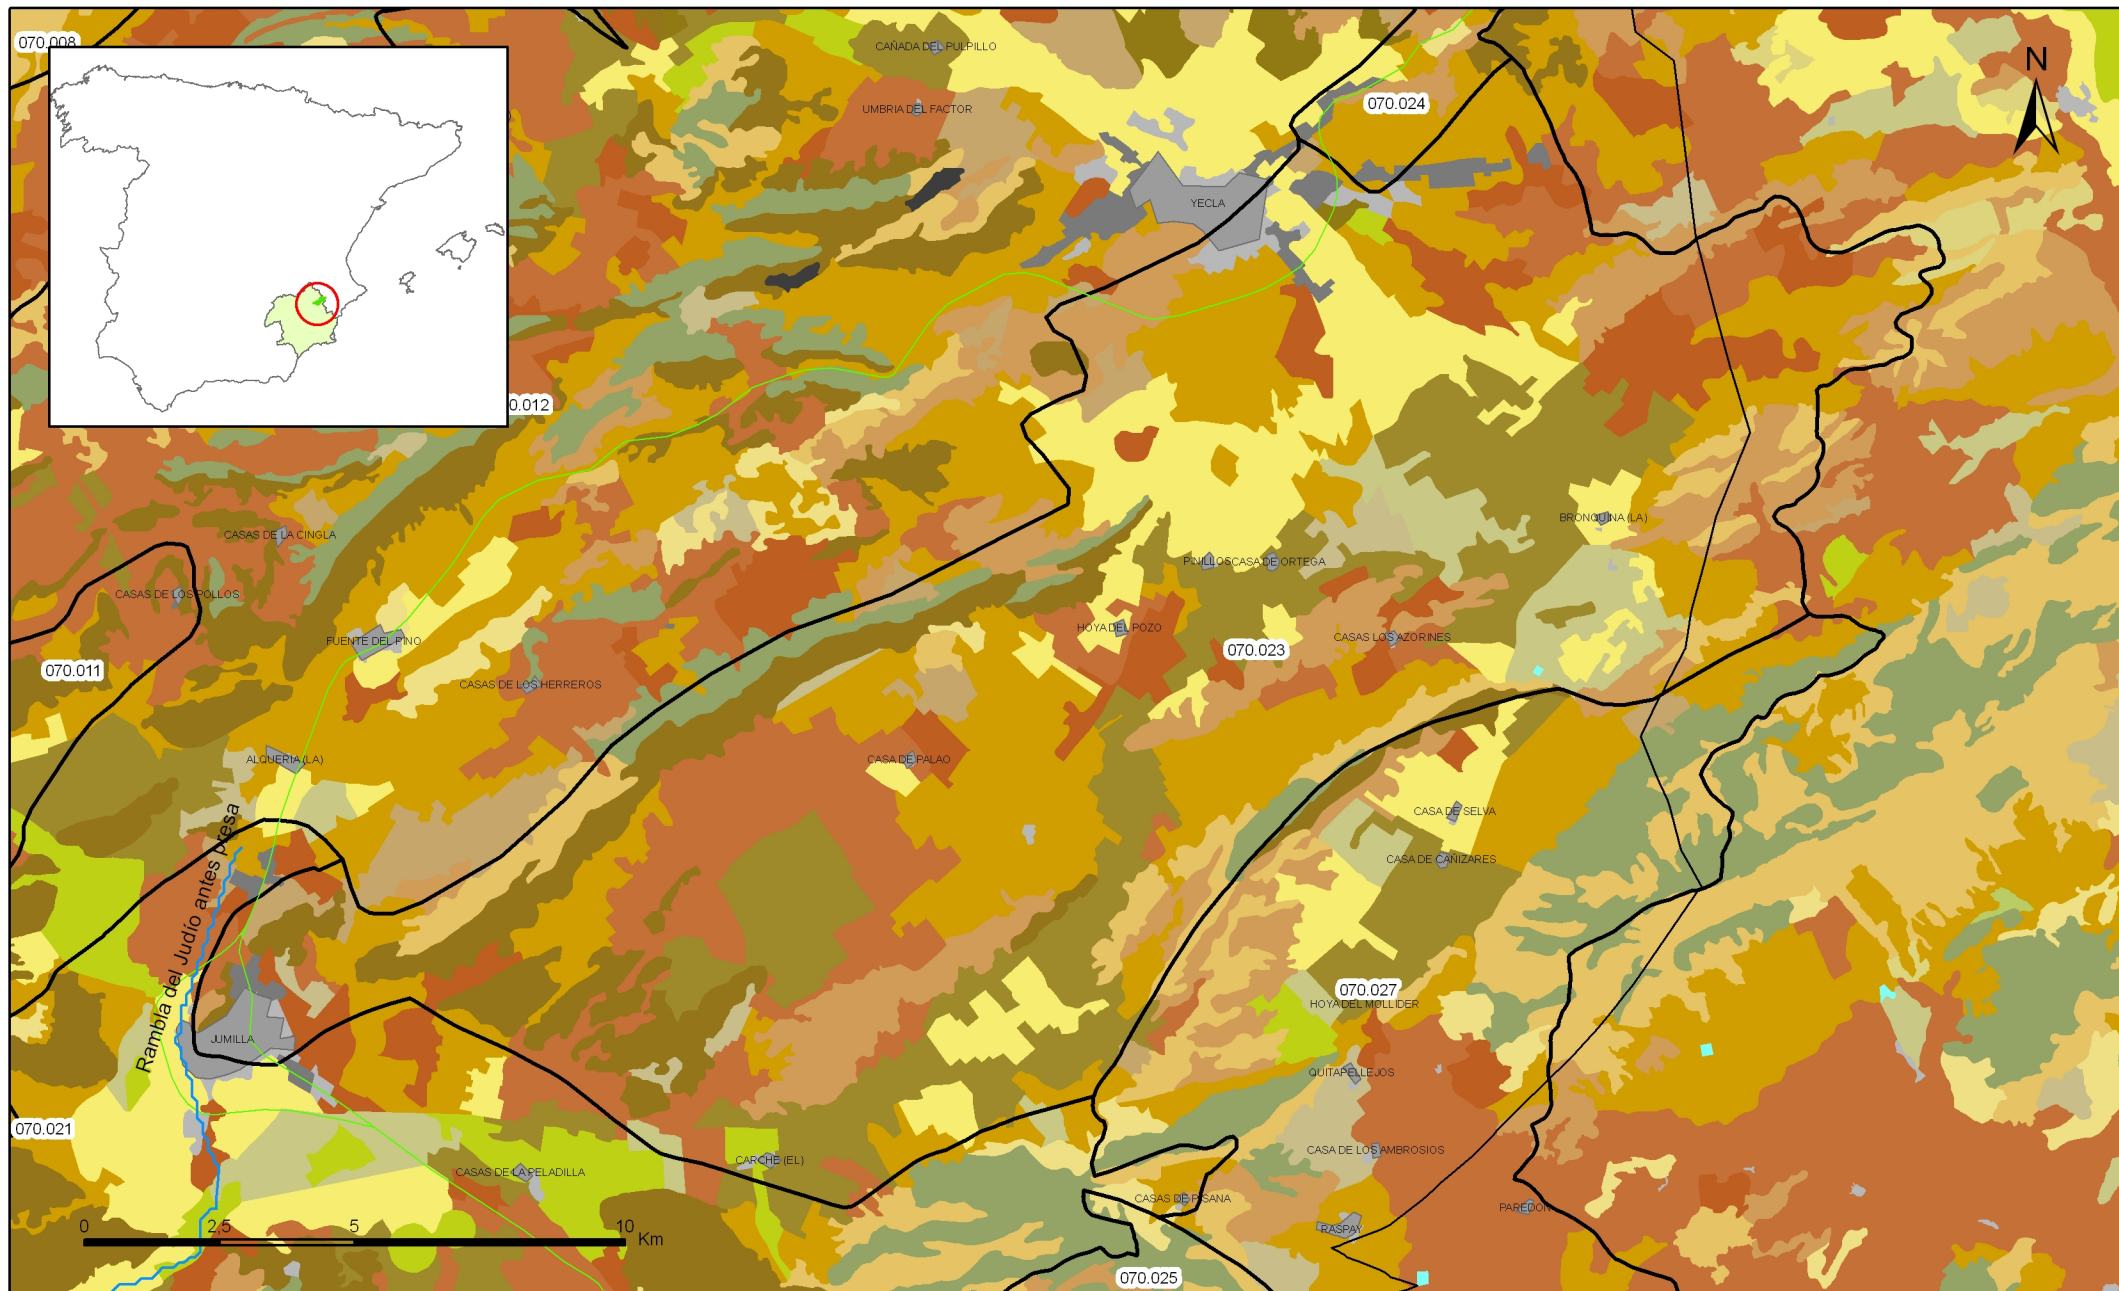 070.008
CAÑADA DEL PULPILLO
N
UMBRIA DEL FACTOR
070.024
YECLA
0.012
CASAS DE LA CINGLA
BRONQUINA (LA)
PINILLOS
CASA DE ORTEGA
CASAS DE LOS POLLOS
HOYA DEL POZO
FUENTE DEL PINO
CASAS LOS AZORINES
070.023
070.011
CASAS DE LOS HERREROS
ALQUERIA (LA)
CASA DE PALAO
CASA DE SELVA
CASA DE CAÑIZARES
Rambla del Judío antes presa
070.027
HOYA DEL MOLLIDER
JUMILLA
QUITAPELLEJOS
070.021
CASA DE LOS AMBROSIOS
CARCHE (EL)
CASAS DE LA PELADILLA
CASAS DE PISANA
PAREDON
RASPAY
0 2,5 5 10
Km
070.025